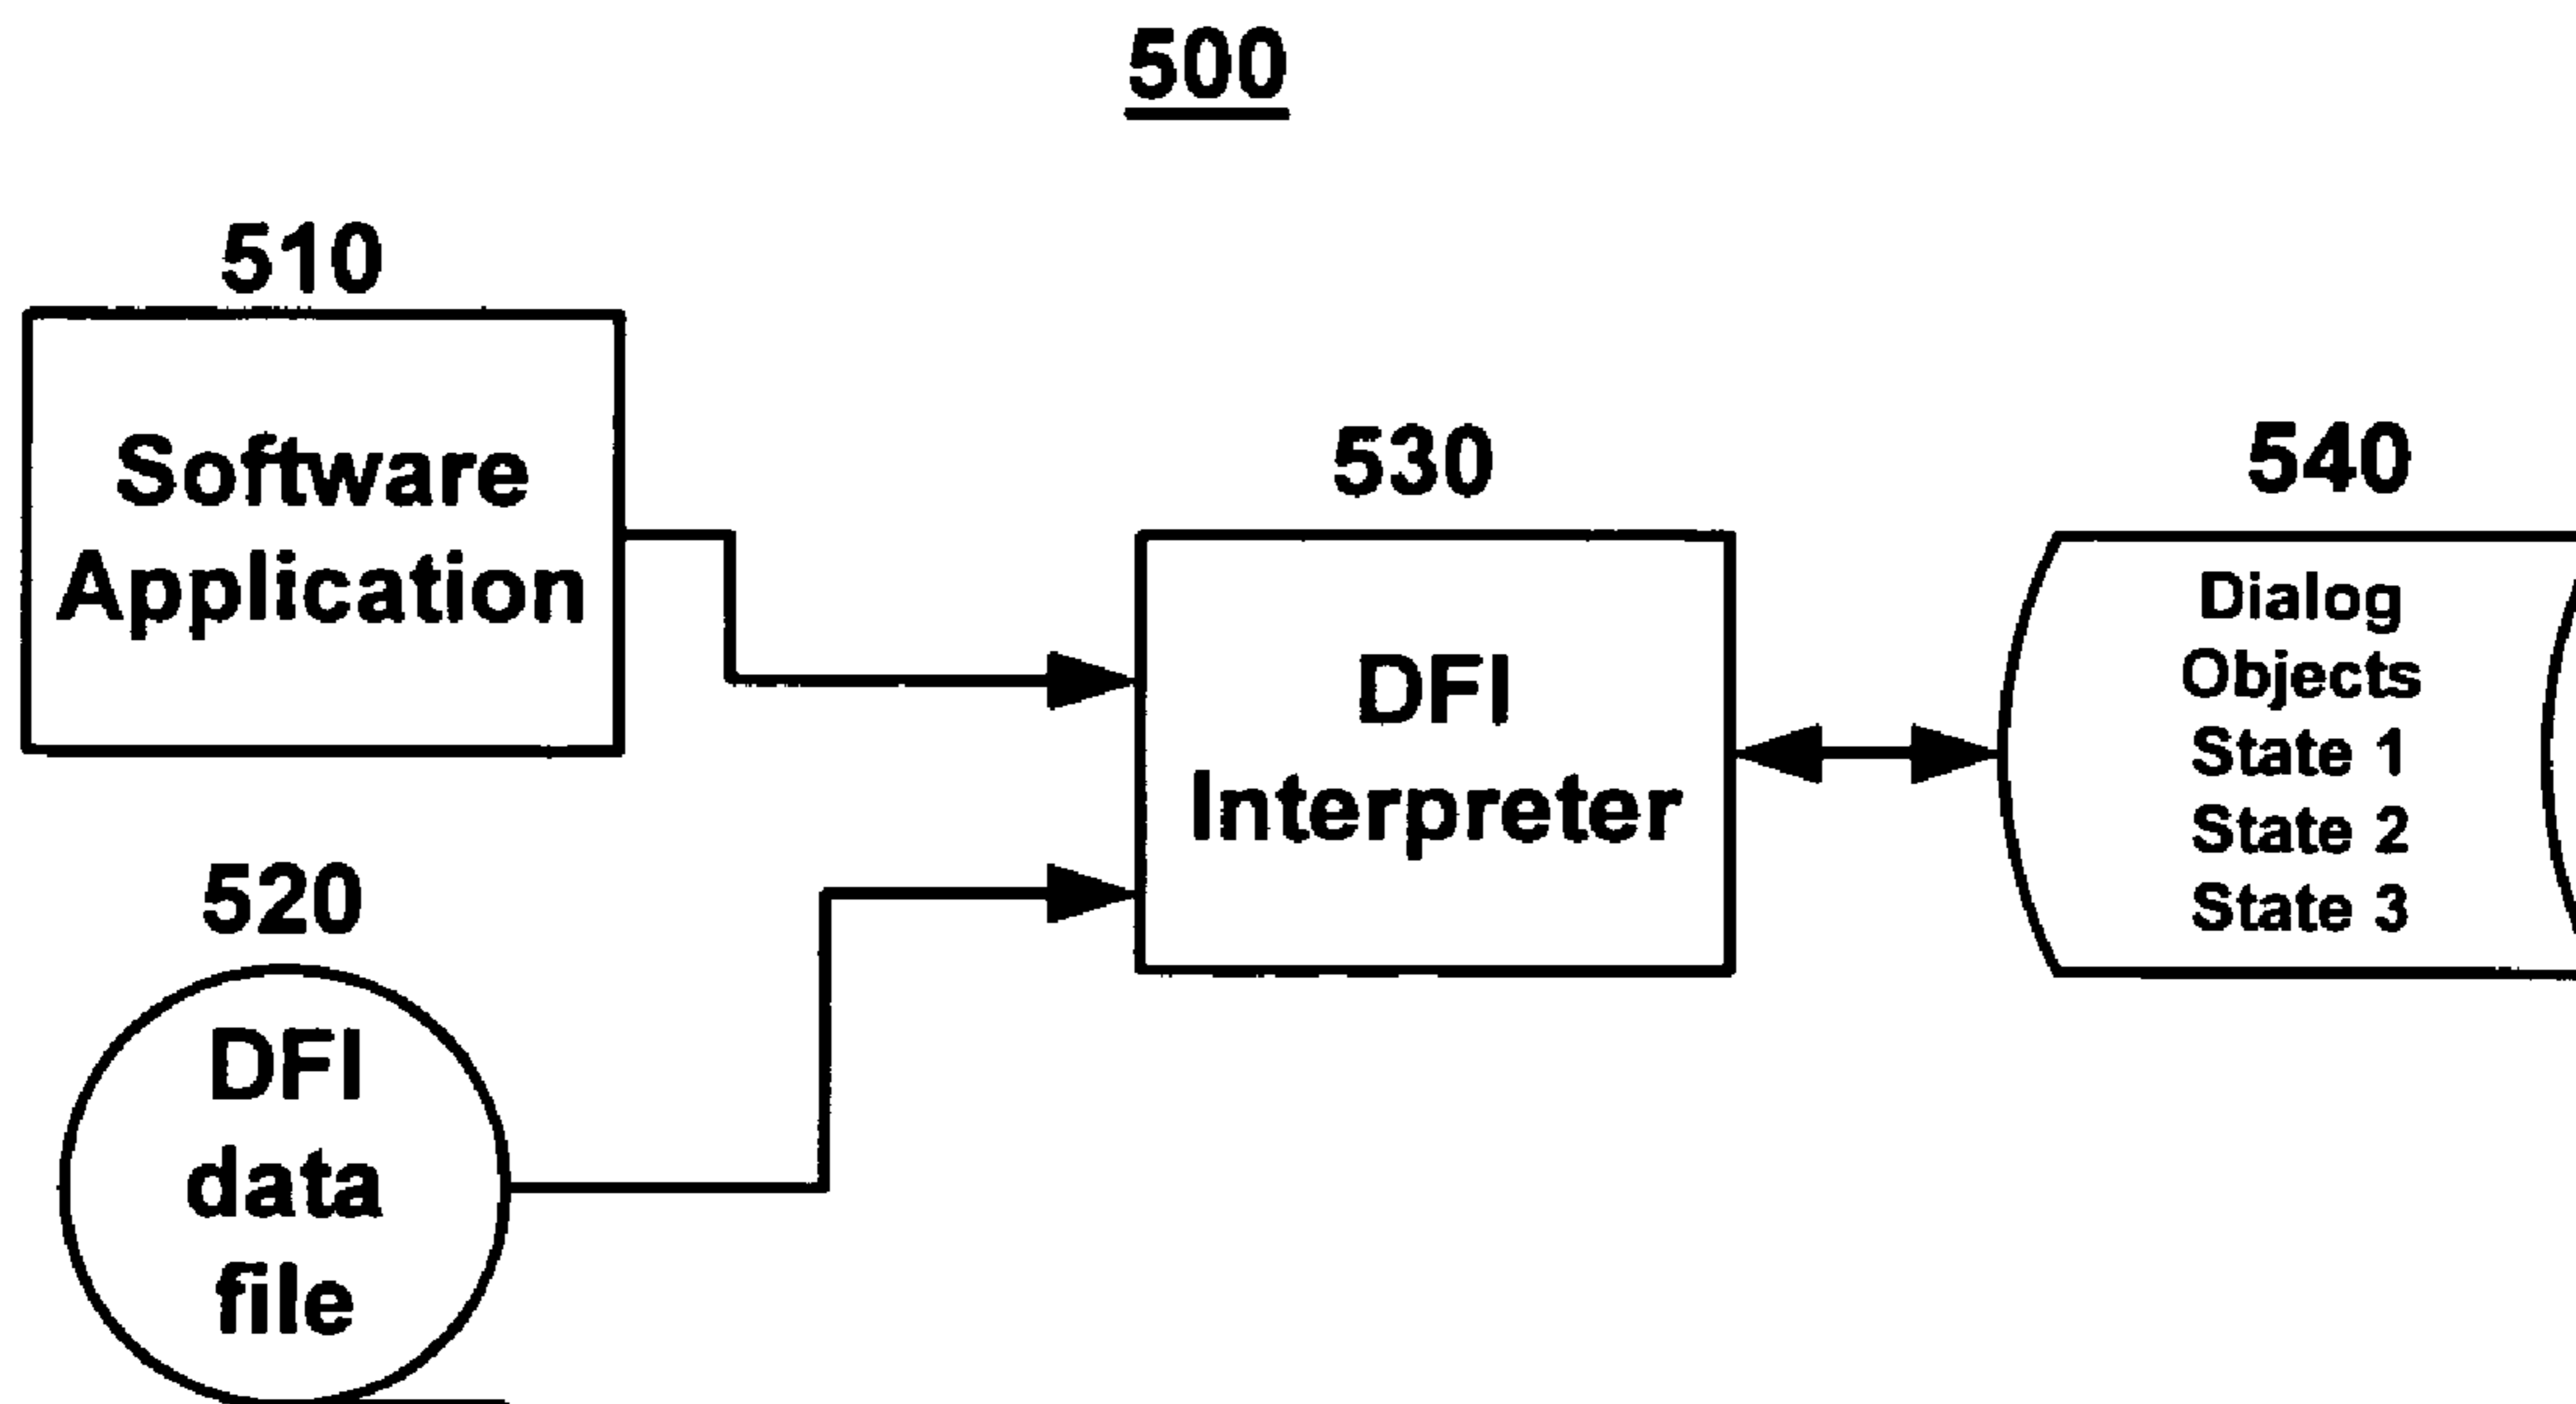 500
510
Software
Application
520
DFI
data
file
530
DFI
Interpreter
540
Dialog
Objects
State 1
State 2
State 3